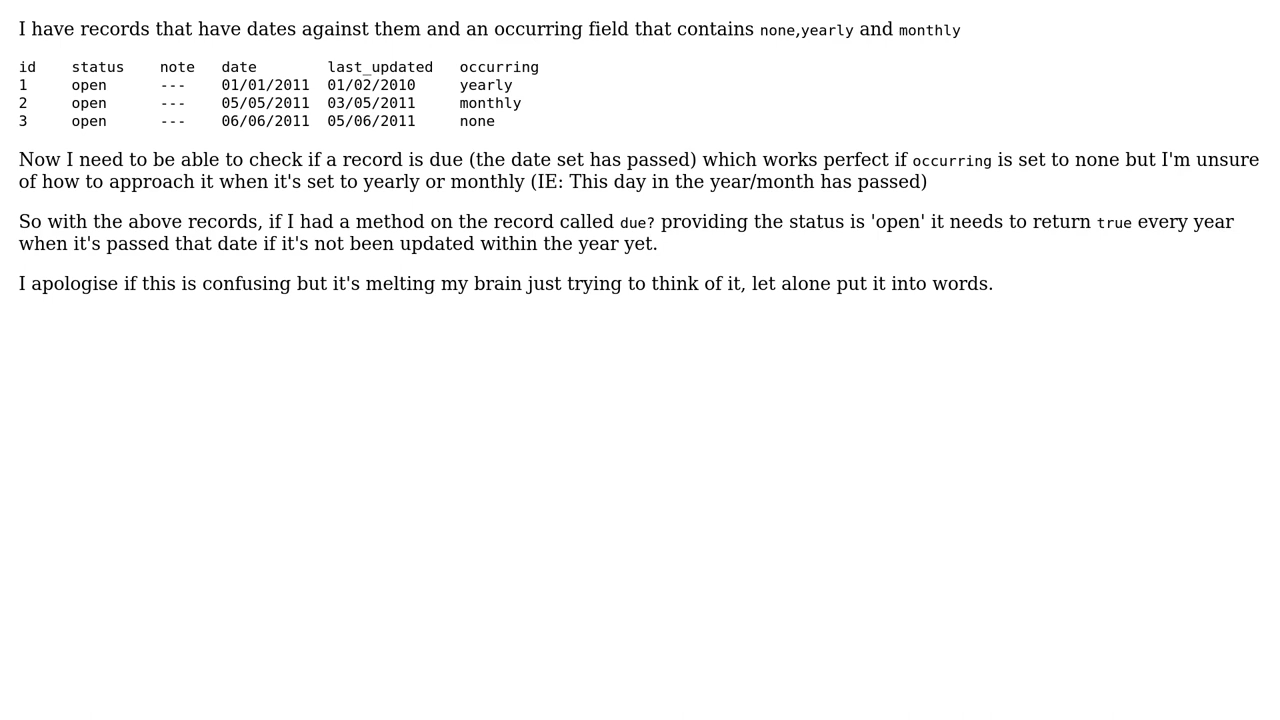 I have records that have dates against them and an occurring field that contains none,yearly and monthly
id    status    note   date        last_updated   occurring
1     open      ---    01/01/2011  01/02/2010     yearly
2     open      ---    05/05/2011  03/05/2011     monthly
3     open      ---    06/06/2011  05/06/2011     none
Now I need to be able to check if a record is due (the date set has passed) which works perfect if occurring is set to none but I'm unsure
of how to approach it when it's set to yearly or monthly (IE: This day in the year/month has passed)
So with the above records, if I had a method on the record called due? providing the status is 'open' it needs to return true every year
when it's passed that date if it's not been updated within the year yet.
I apologise if this is confusing but it's melting my brain just trying to think of it, let alone put it into words.